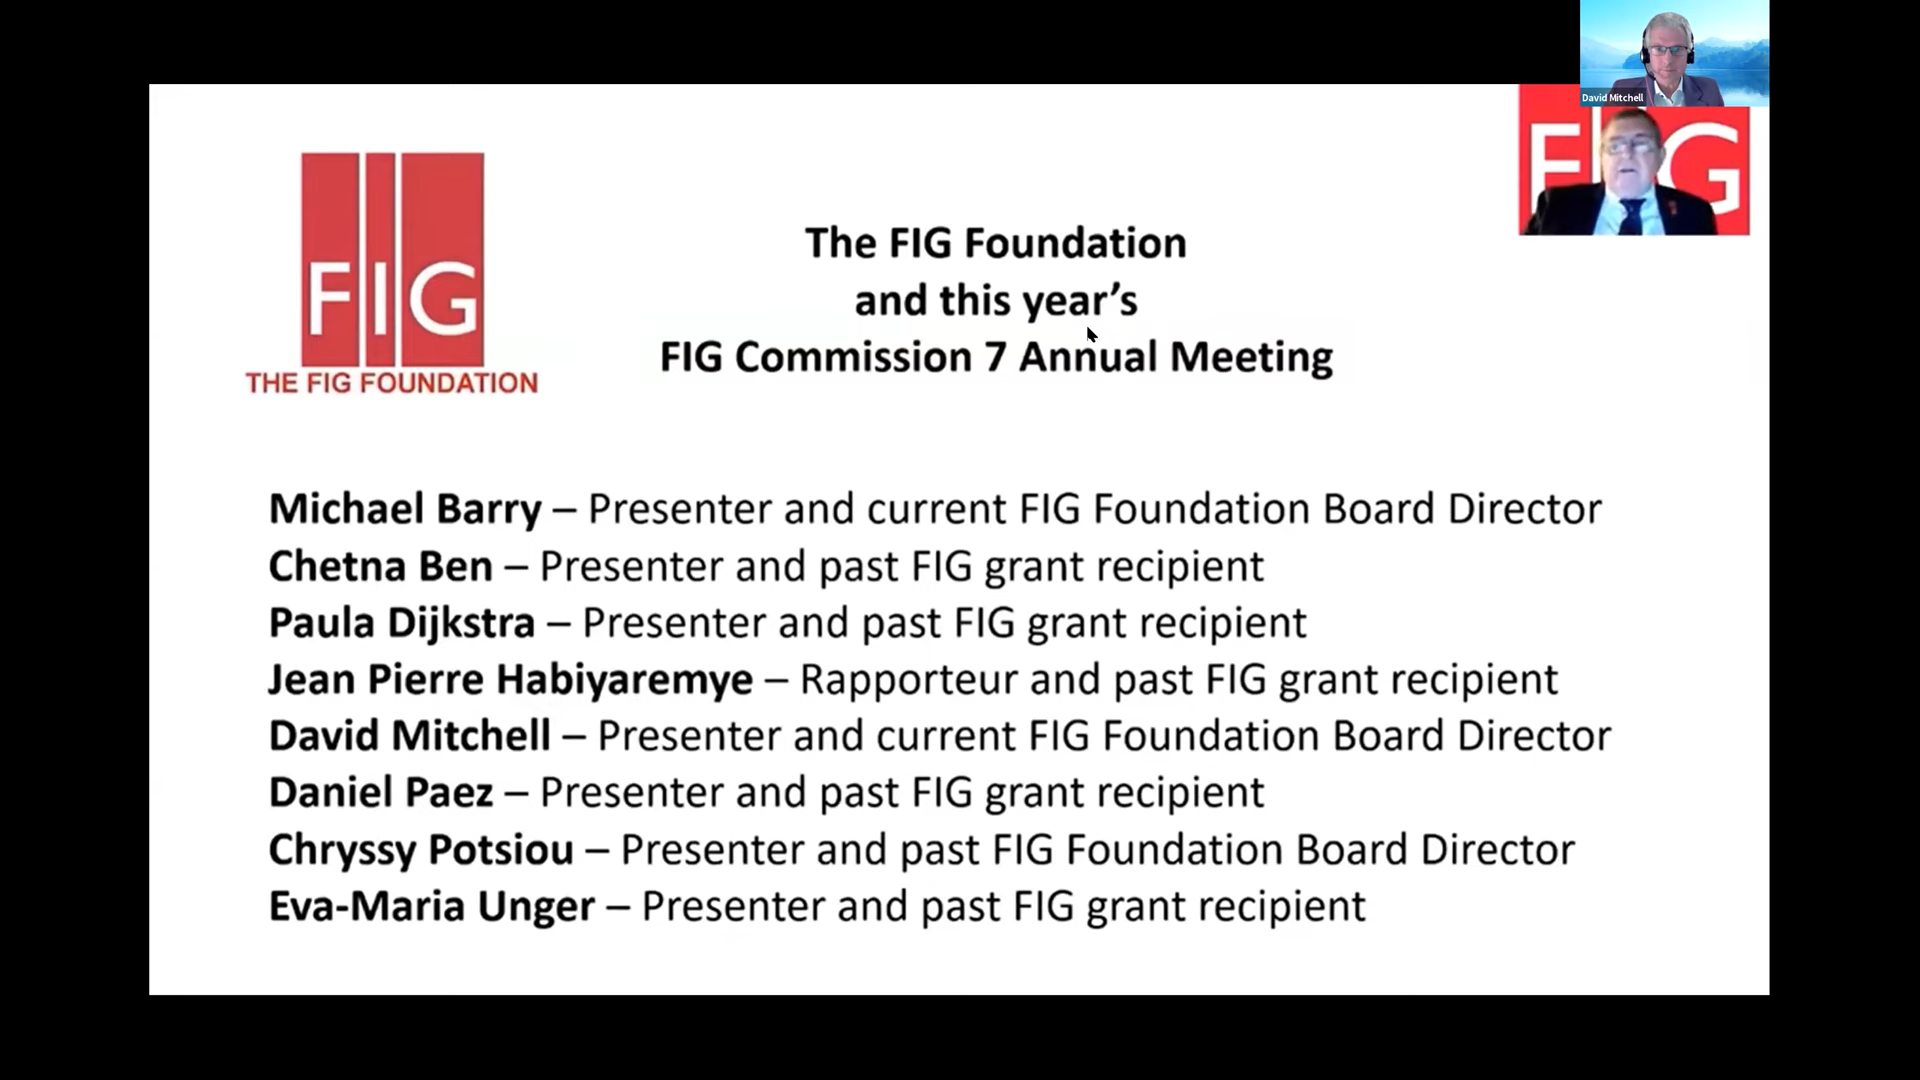 David Mitchell
FIG
FIG
THE FIG FOUNDATION
The FIG Foundation
and this year’s
FIG Commission 7 Annual Meeting
Michael Barry – Presenter and current FIG Foundation Board Director
Chetna Ben – Presenter and past FIG grant recipient
Paula Dijkstra – Presenter and past FIG grant recipient
Jean Pierre Habiyaremye – Rapporteur and past FIG grant recipient
David Mitchell – Presenter and current FIG Foundation Board Director
Daniel Paez – Presenter and past FIG grant recipient
Chryssy Potsiou – Presenter and past FIG Foundation Board Director
Eva-Maria Unger – Presenter and past FIG grant recipient